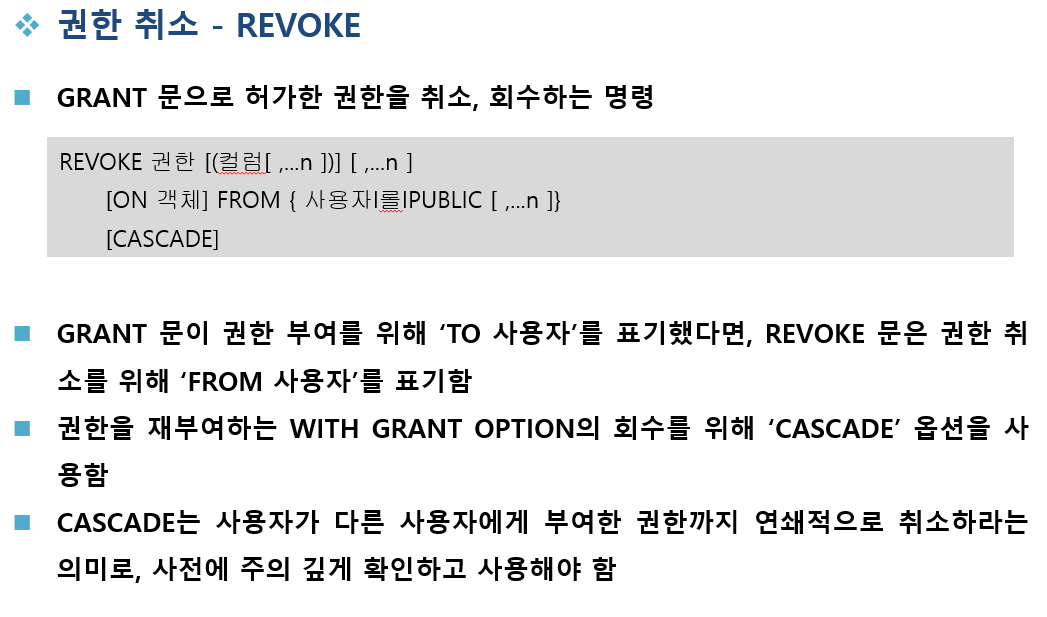 권한 취소 - REVOKE
GRANT 문으로 허가한 권한을 취소, 회수하는 명령
REVOKE 권한 [(컬럼[ ,...n ])] [ ,...n ]
[ON 객체] FROM { 사용자I롤IPUBLIC [ ,...n ]}
[CASCADE]
GRANT 문이 권한 부여를 위해 ‘TO 사용자’를 표기했다면, REVOKE 문은 권한 취
소를 위해 ‘FROM 사용자’를 표기함
권한을 재부여하는 WITH GRANT OPTION의 회수를 위해 ‘CASCADE’ 옵션을 사
용함
CASCADE는 사용자가 다른 사용자에게 부여한 권한까지 연쇄적으로 취소하라는
의미로, 사전에 주의 깊게 확인하고 사용해야 함